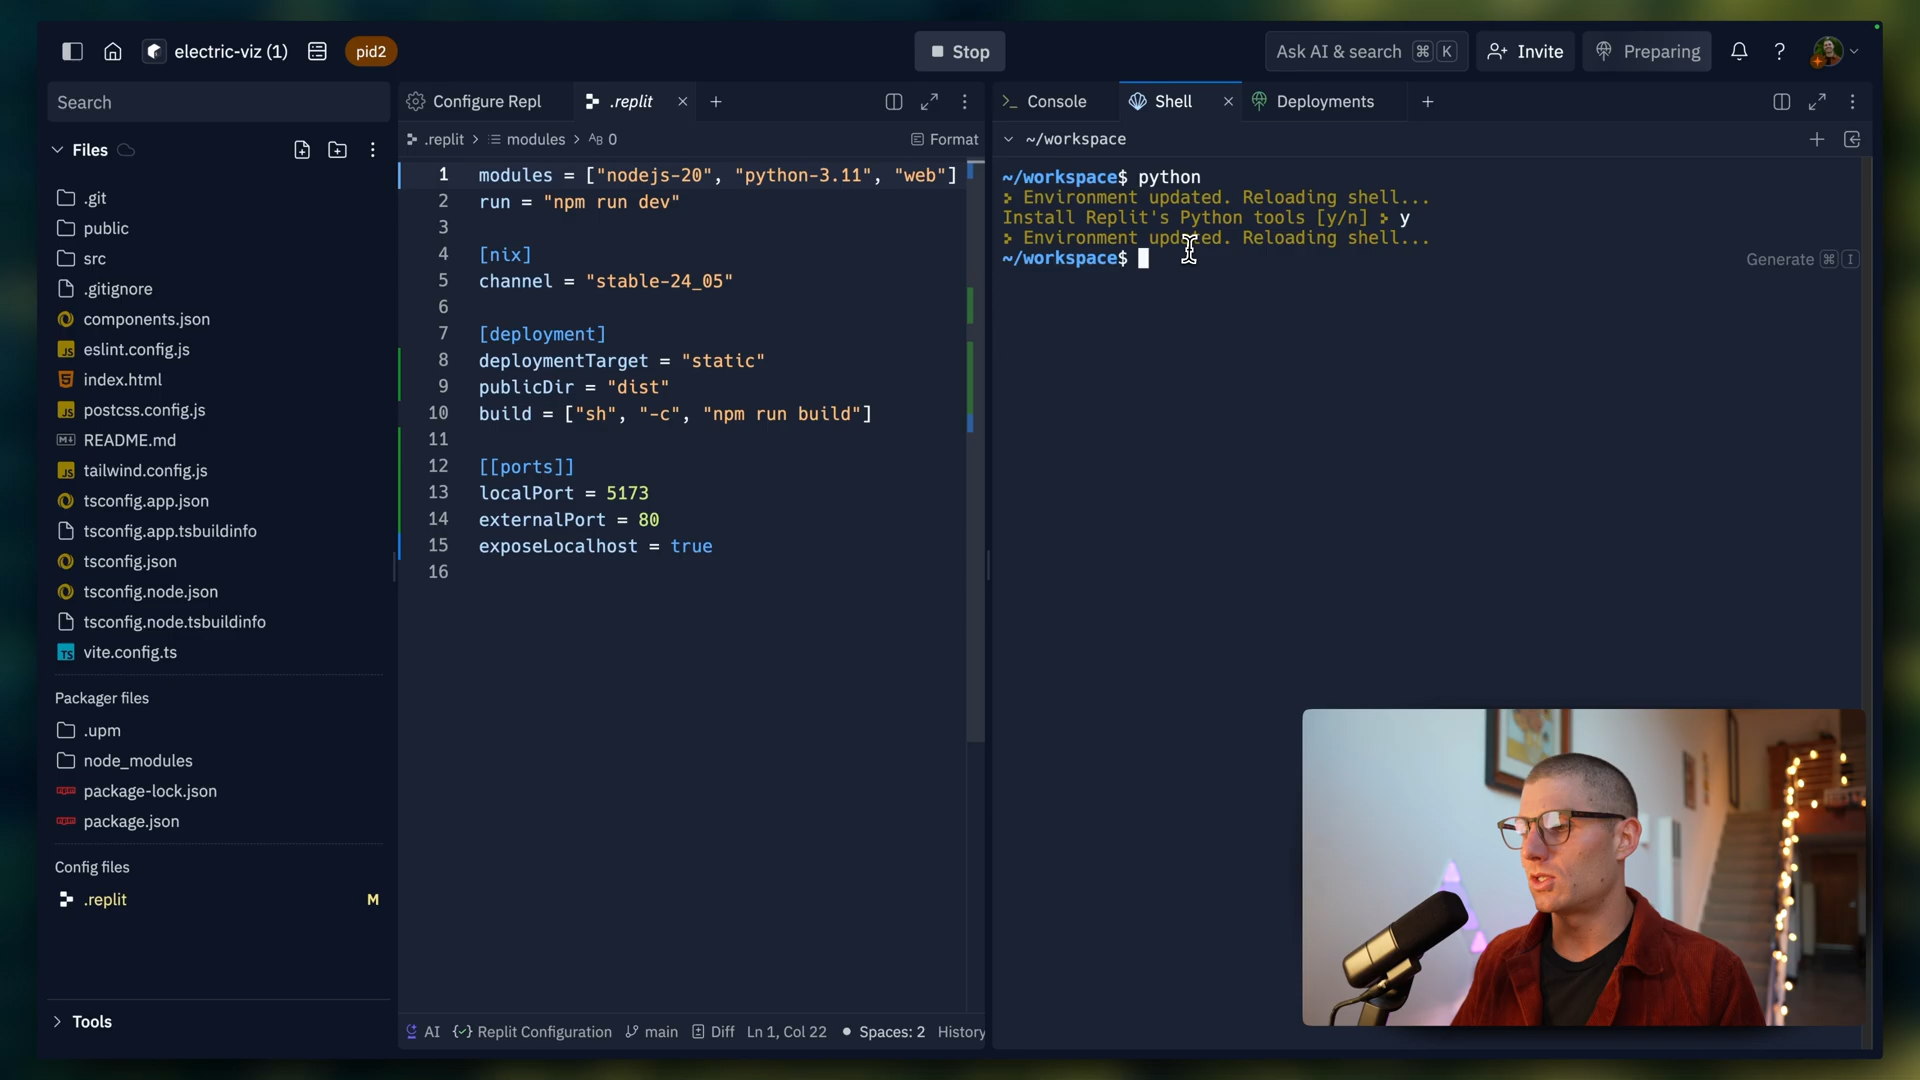 electric-viz (1)
pid2
Stop
Ask AI & search ⌘ K
Invite
Preparing
?
Search
Configure Repl
.replit
Console
Shell
Deployments
.replit > modules > 0
Format
~/workspace
Files
.git
public
src
.gitignore
components.json
eslint.config.js
index.html
postcss.config.js
README.md
tailwind.config.js
tsconfig.app.json
tsconfig.app.tsbuildinfo
tsconfig.json
tsconfig.node.json
tsconfig.node.tsbuildinfo
vite.config.ts
Packager files
.upm
node_modules
package-lock.json
package.json
Config files
.replit M
Tools
1 modules = ["nodejs-20", "python-3.11", "web"]
2 run = "npm run dev"
3
4 [nix]
5 channel = "stable-24_05"
6
7 [deployment]
8 deploymentTarget = "static"
9 publicDir = "dist"
10 build = ["sh", "-c", "npm run build"]
11
12 [[ports]]
13 localPort = 5173
14 externalPort = 80
15 exposeLocalhost = true
16
AI
Replit Configuration
main
Diff
Ln 1, Col 22
Spaces: 2
History
~/workspace$ python
Environment updated. Reloading shell...
Install Replit's Python tools [y/n] y
Environment updated. Reloading shell...
~/workspace$
Generate ⌘ I